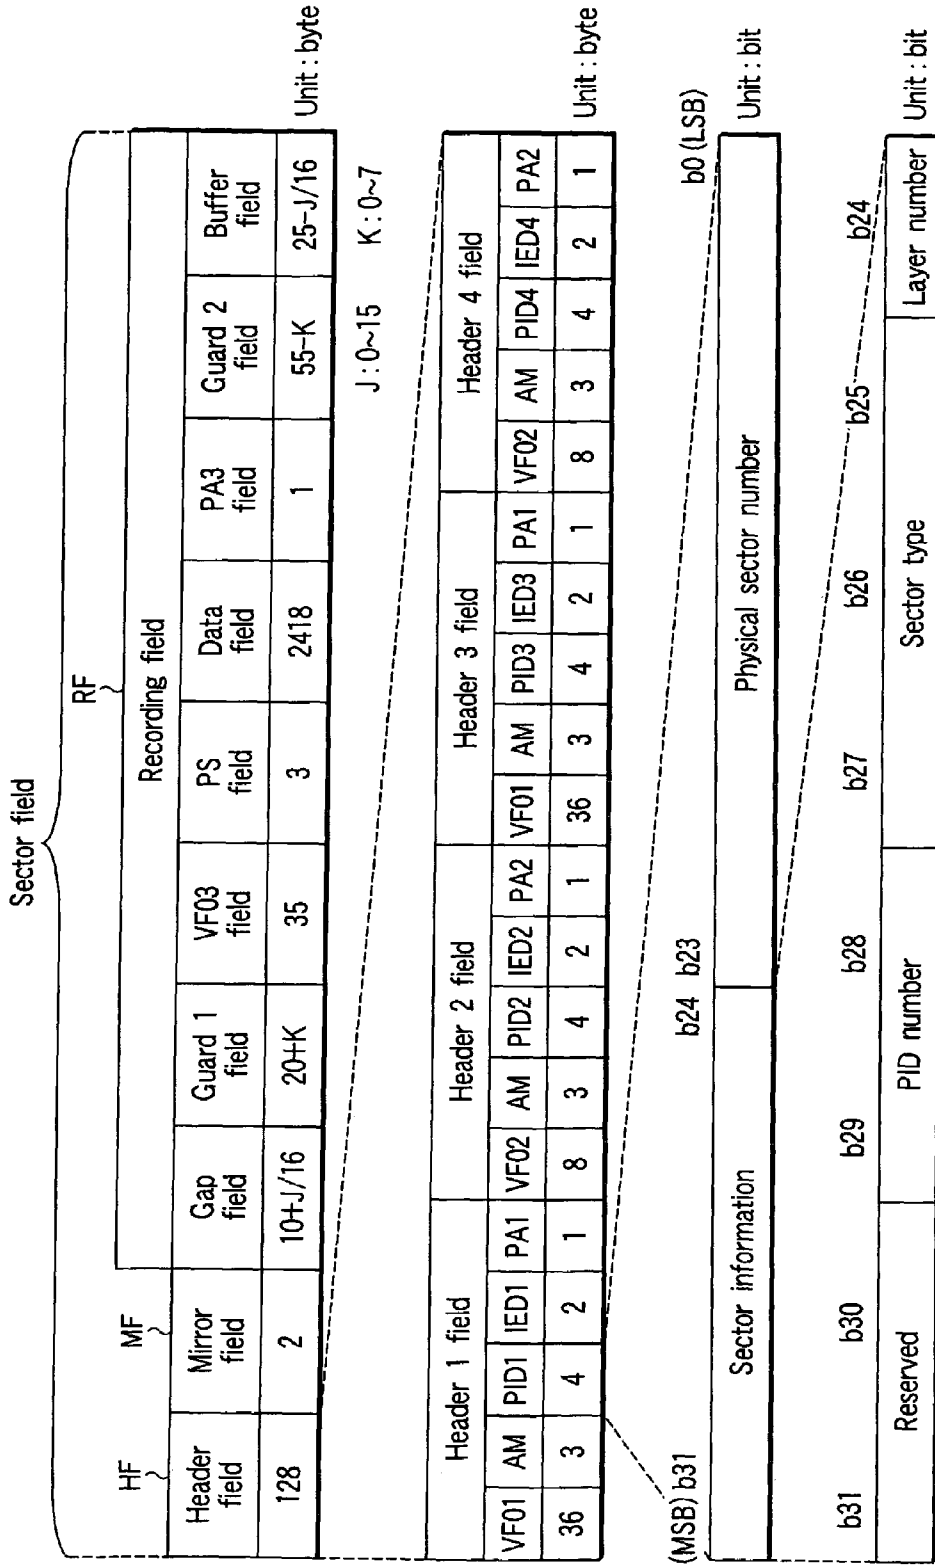 Sector field
HF
MF
RF
Header field
Mirror field
Recording field
Gap field
Guard 1 field
VF03 field
PS field
Data field
PA3 field
Guard 2 field
Buffer field
128
2
10+J/16
20+K
35
3
2418
1
55-K
25-J/16
Unit : byte
J : 0~15 K : 0~7
Header 1 field
Header 2 field
Header 3 field
Header 4 field
VF01 AM PID1 IED1 PA1 VF02 AM PID2 IED2 PA2 VF01 AM PID3 IED3 PA1 VF02 AM PID4 IED4 PA2
36 3 4 2 1 8 3 4 2 1 36 3 4 2 1 8 3 4 2 1
Unit : byte
(MSB) b31
b24 b23
b0 (LSB)
Sector information
Physical sector number
Unit : bit
b31 b30 b29 b28 b27 b26 b25 b24
Reserved
PID number
Sector type
Layer number
Unit : bit